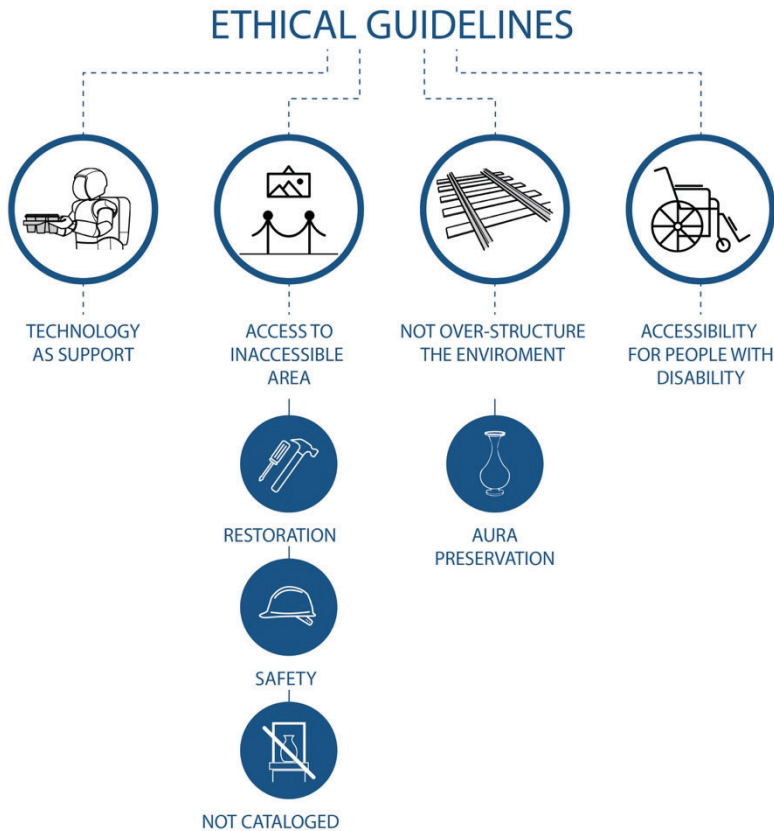 ETHICAL GUIDELINES
TECHNOLOGY
AS SUPPORT
ACCESS TO
INACCESSIBLE
AREA
NOT OVER-STRUCTURE
THE ENVIROMENT
ACCESSIBILITY
FOR PEOPLE WITH
DISABILITY
RESTORATION
SAFETY
NOT CATALOGED
AURA
PRESERVATION